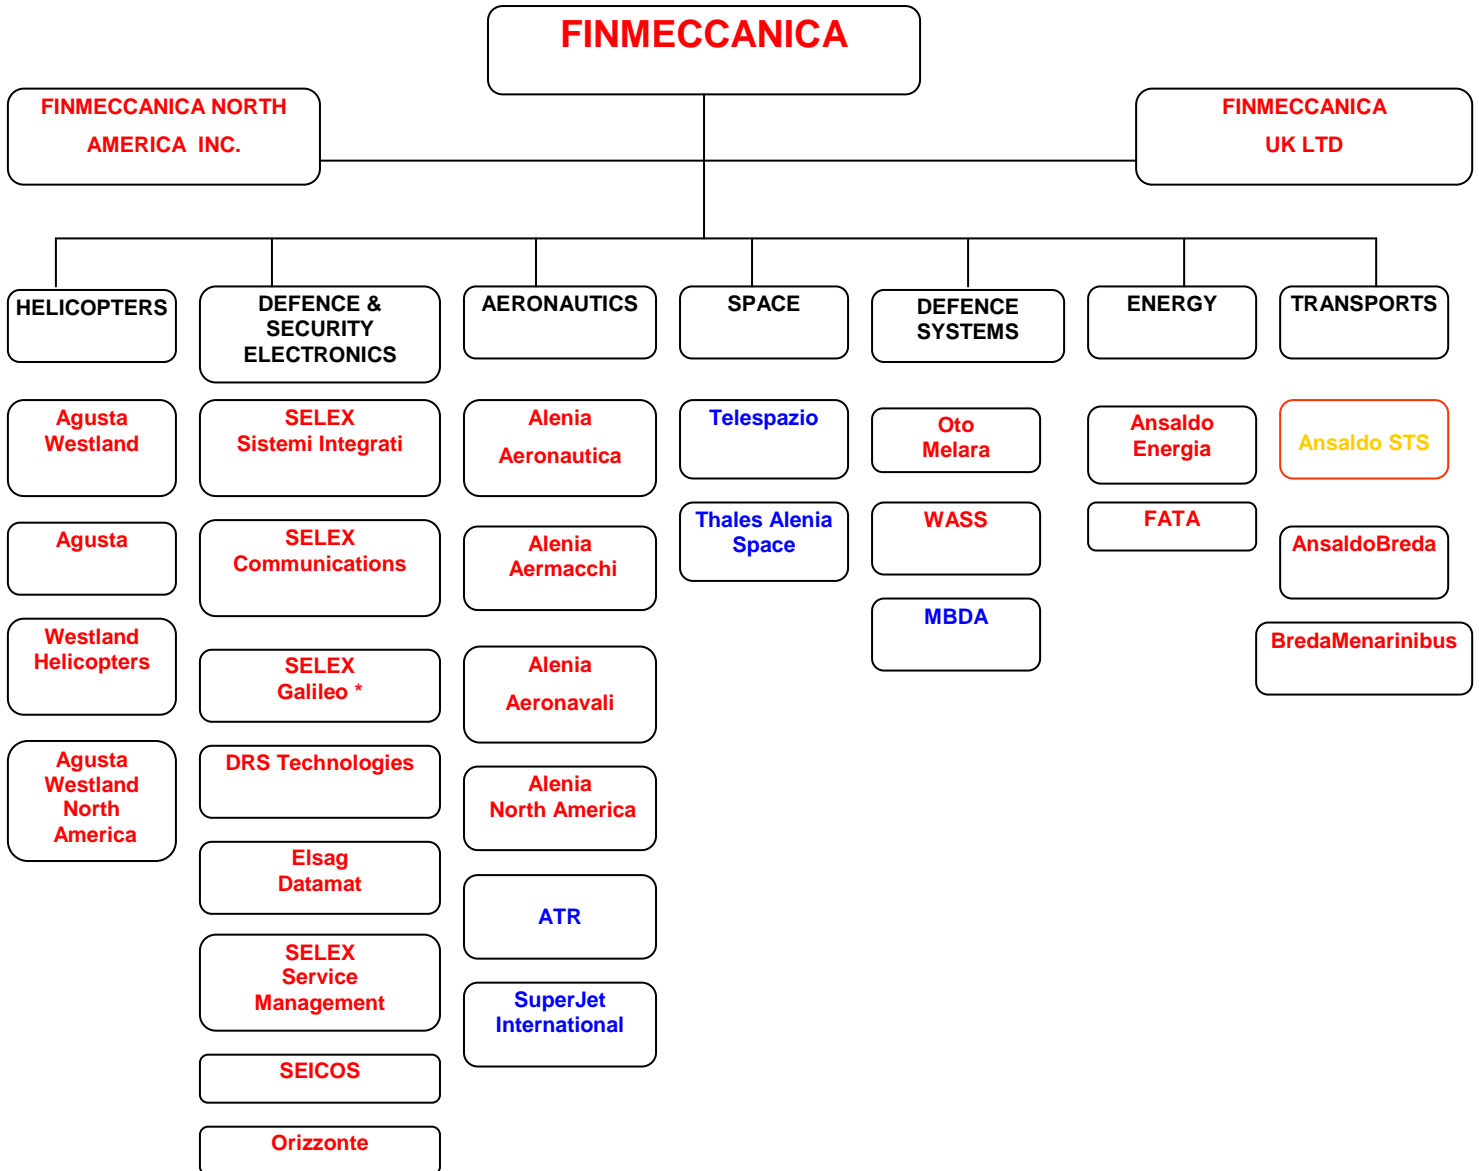 FINMECCANICA
FINMECCANICA NORTH
AMERICA  INC.
FINMECCANICA
UK LTD
HELICOPTERS
DEFENCE &
SECURITY
ELECTRONICS
AERONAUTICS
SPACE
DEFENCE
SYSTEMS
ENERGY
TRANSPORTS
Agusta
Westland
Agusta
Westland
Helicopters
Agusta
Westland
North
America
SELEX
Sistemi Integrati
SELEX
Communications
SELEX
Galileo *
DRS Technologies
Elsag
Datamat
SELEX
Service
Management
SEICOS
Orizzonte
Alenia
Aeronautica
Alenia
Aermacchi
Alenia
Aeronavali
Alenia
North America
ATR
SuperJet
International
Telespazio
Thales Alenia
Space
Oto
Melara
WASS
MBDA
Ansaldo
Energia
FATA
Ansaldo STS
AnsaldoBreda
BredaMenarinibus